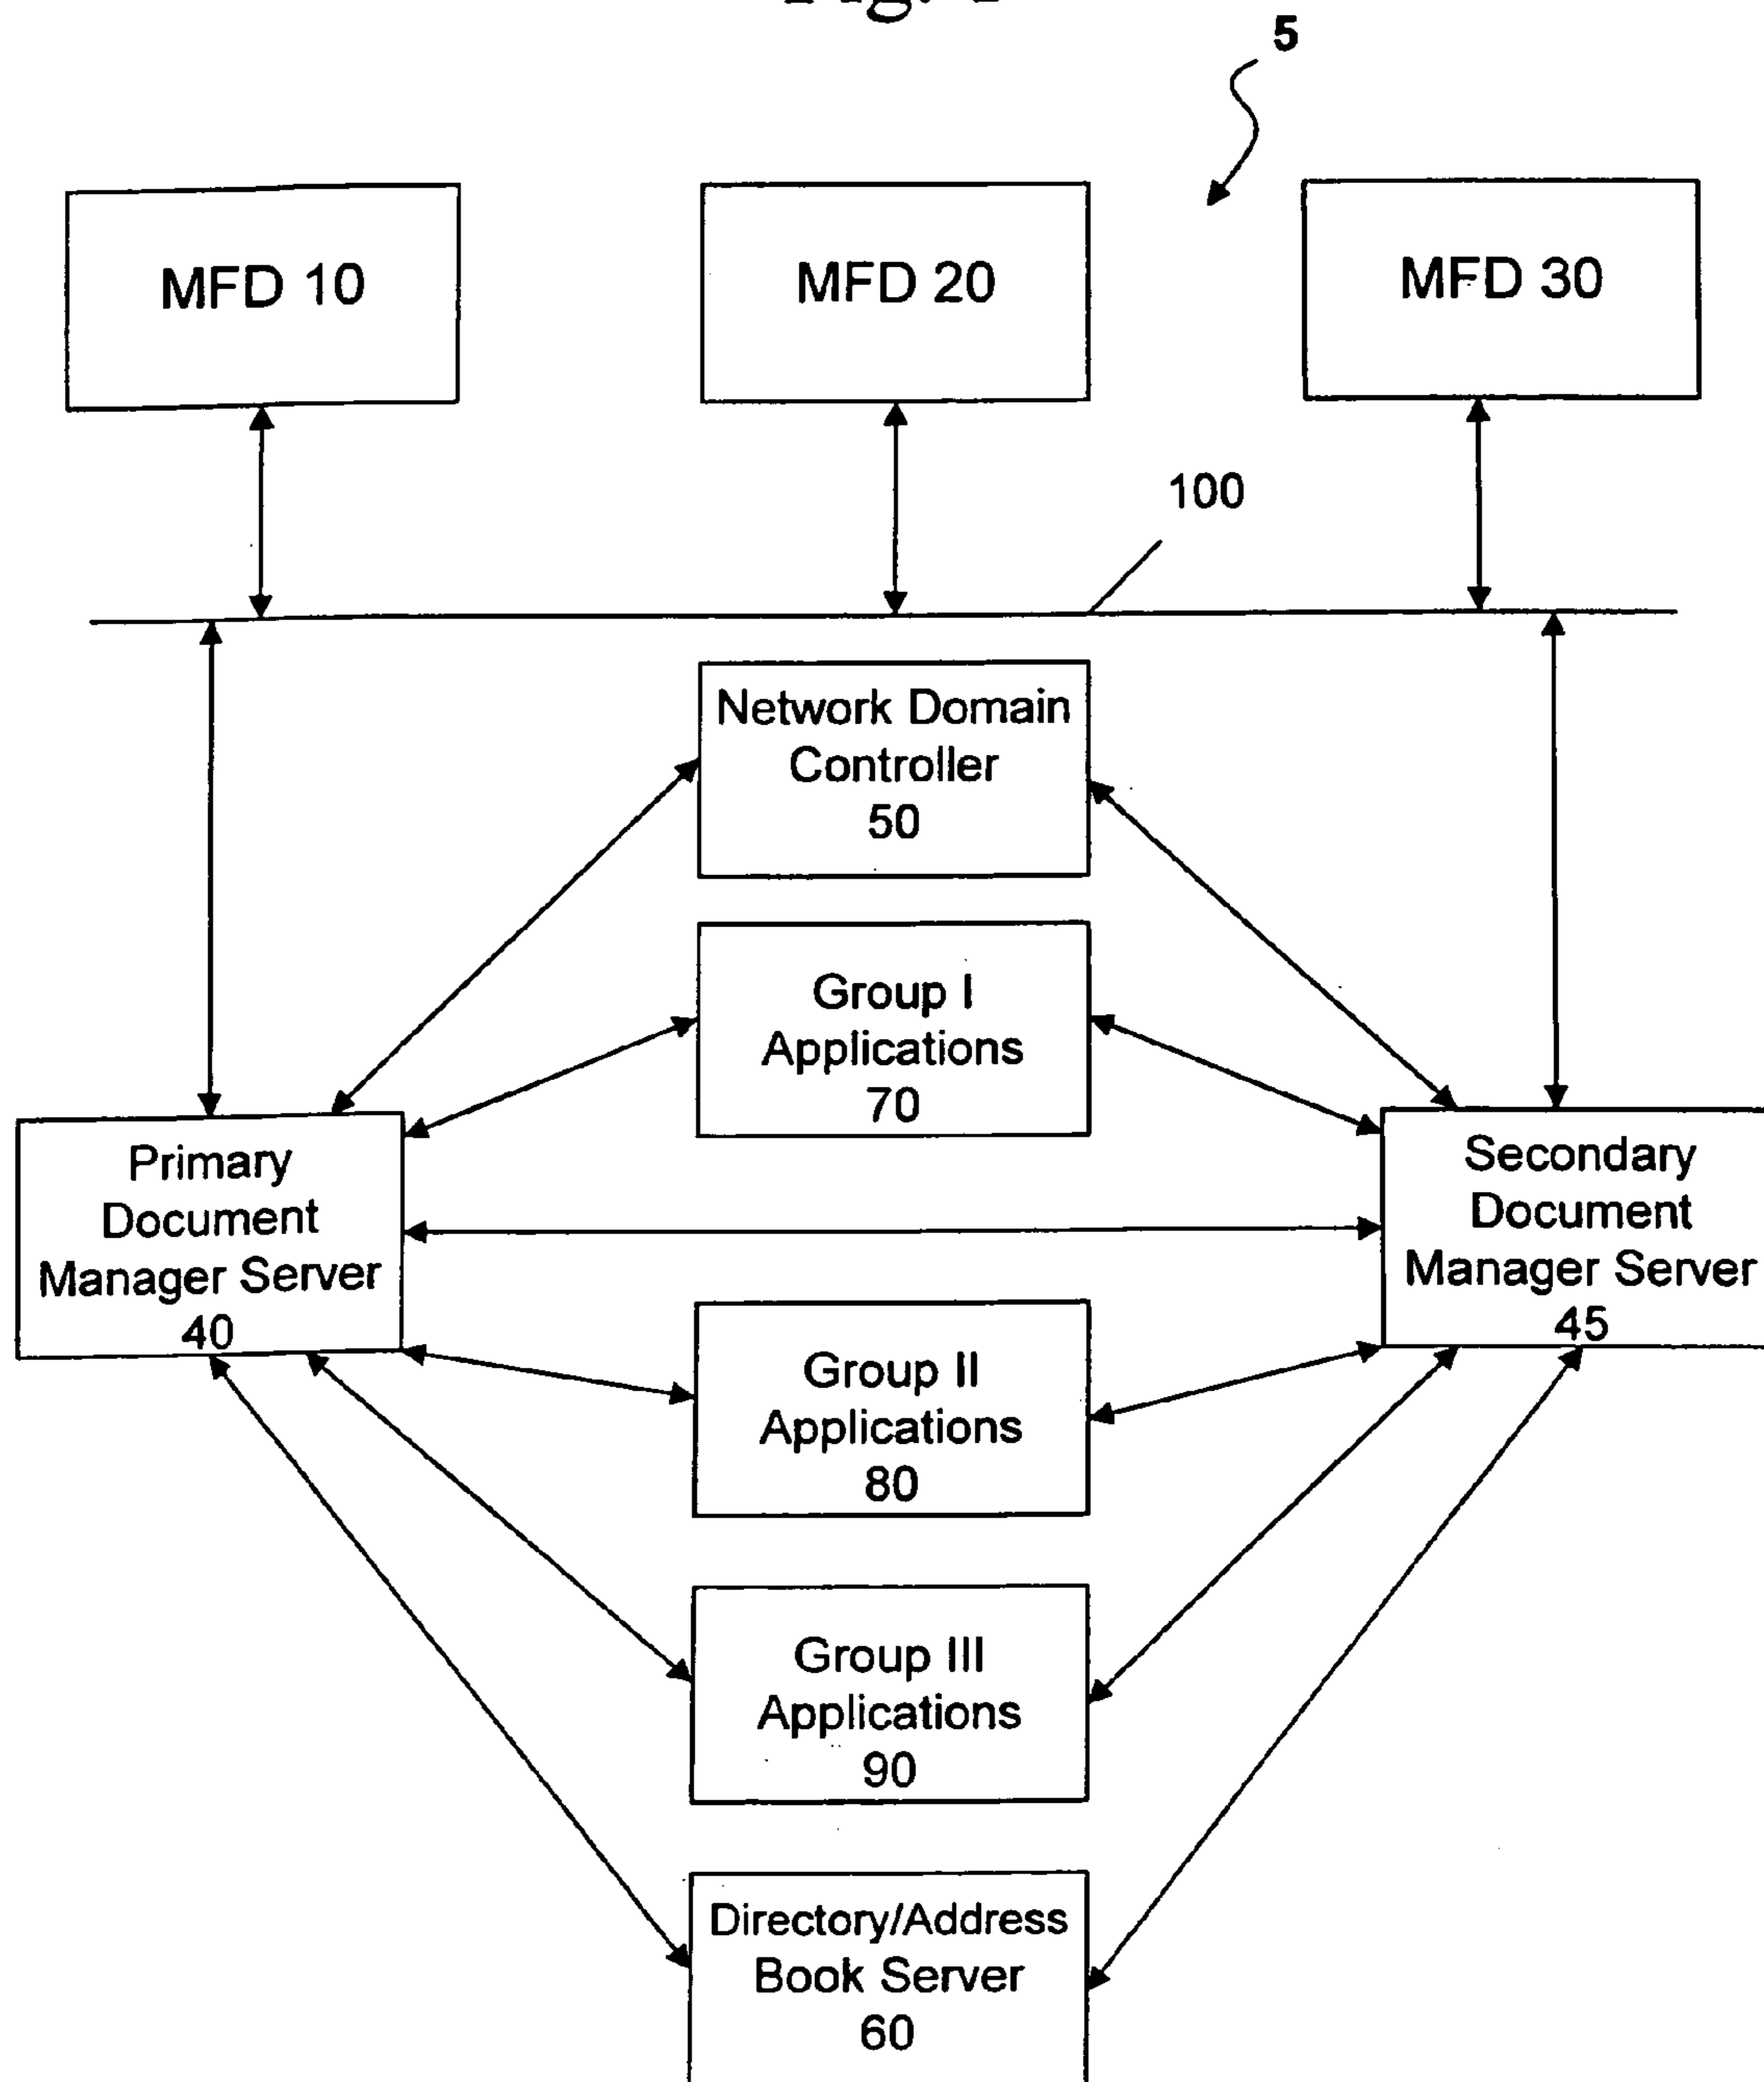 5
MFD 10
MFD 20
MFD 30
100
Network Domain
Controller
50
Group I
Applications
70
Primary
Document
Manager Server
40
Secondary
Document
Manager Server
45
Group II
Applications
80
Group III
Applications
90
Directory/Address
Book Server
60